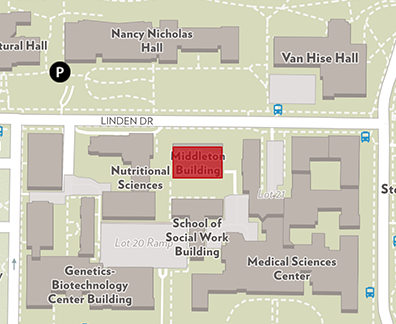 Nancy Nicholas
Hall
tural Hall
Van Hise Hall
P
LINDEN DR
Middleton
Building
Nutritional
Sciences
Lot 21
School of
Social Work
Building
Lot 20 Ramp
Genetics-
Biotechnology
Center Building
Medical Sciences
Center
Ste
y